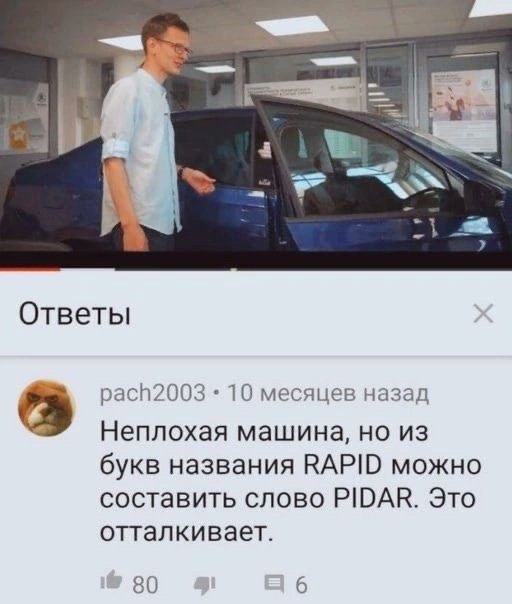 Ответы
pach2003 • 10 месяцев назад
Неплохая машина, но из
букв названия RAPID можно
составить слово PIDAR. Это
отталкивает.
80
6